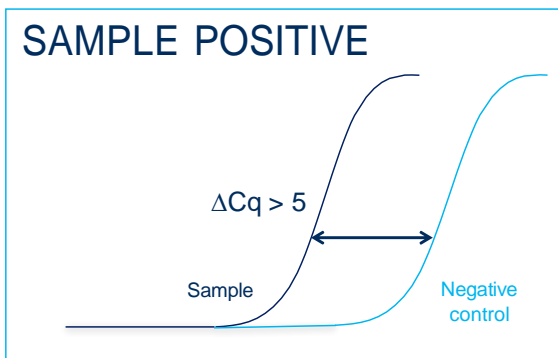 SAMPLE POSITIVE
ΔCq > 5
Sample
Negative
control